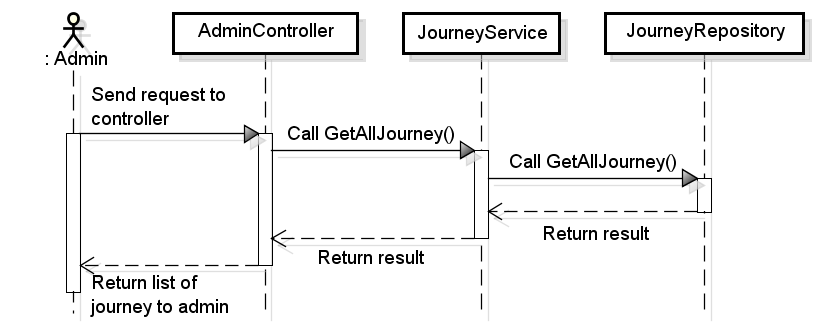 AdminController
JourneyService
JourneyRepository
: Admin
Send request to
controller
Call GetAllJourney()
Call GetAllJourney()
Return result
Return result
Return list of
journey to admin